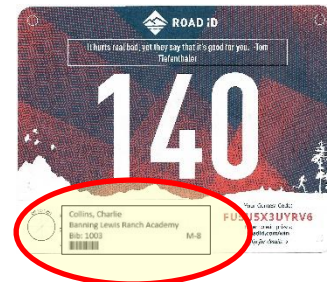 ROAD iD
It hurts real bad, yet they say that it's good for you. -Tom
Tiefenthaler
140
Collins, Charlie
Banning Lewis Ranch Academy
Bib: 1003 M-8
Your Contest Code:
FU5U5X3UYRV6